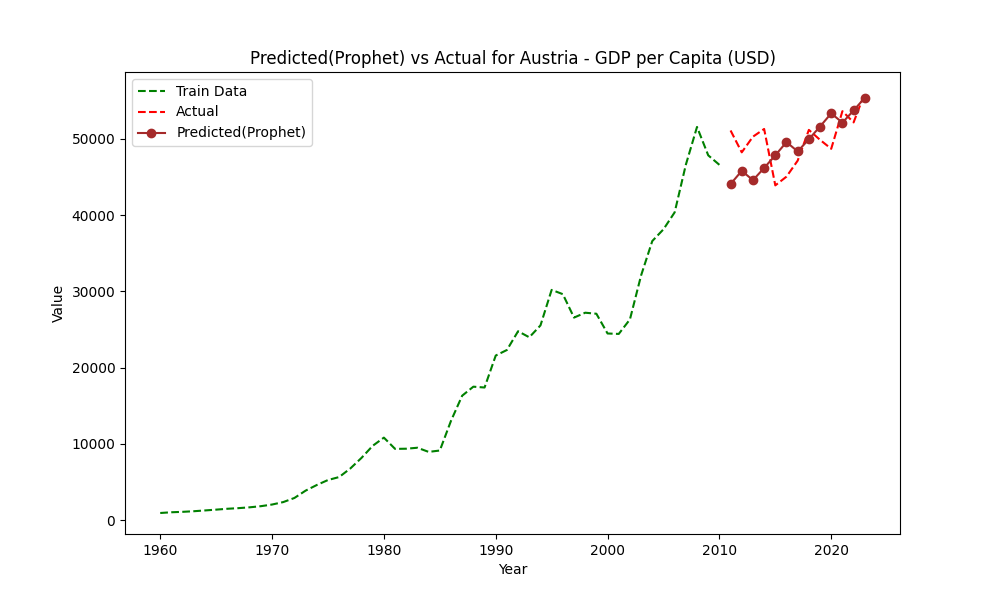 Predicted(Prophet) vs Actual for Austria - GDP per Capita (USD)
Train Data
Actual
Predicted(Prophet)
50000
40000
30000
20000
10000
0
Value
1960 1970 1980 1990 2000 2010 2020
Year